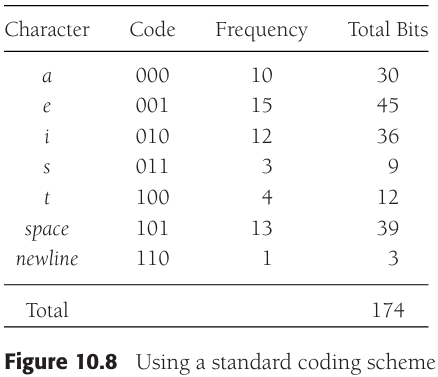 Character Code Frequency Total Bits
a 000 10 30
e 001 15 45
i 010 12 36
s 011 3 9
t 100 4 12
space 101 13 39
newline 110 1 3
Total 174
Figure 10.8 Using a standard coding scheme